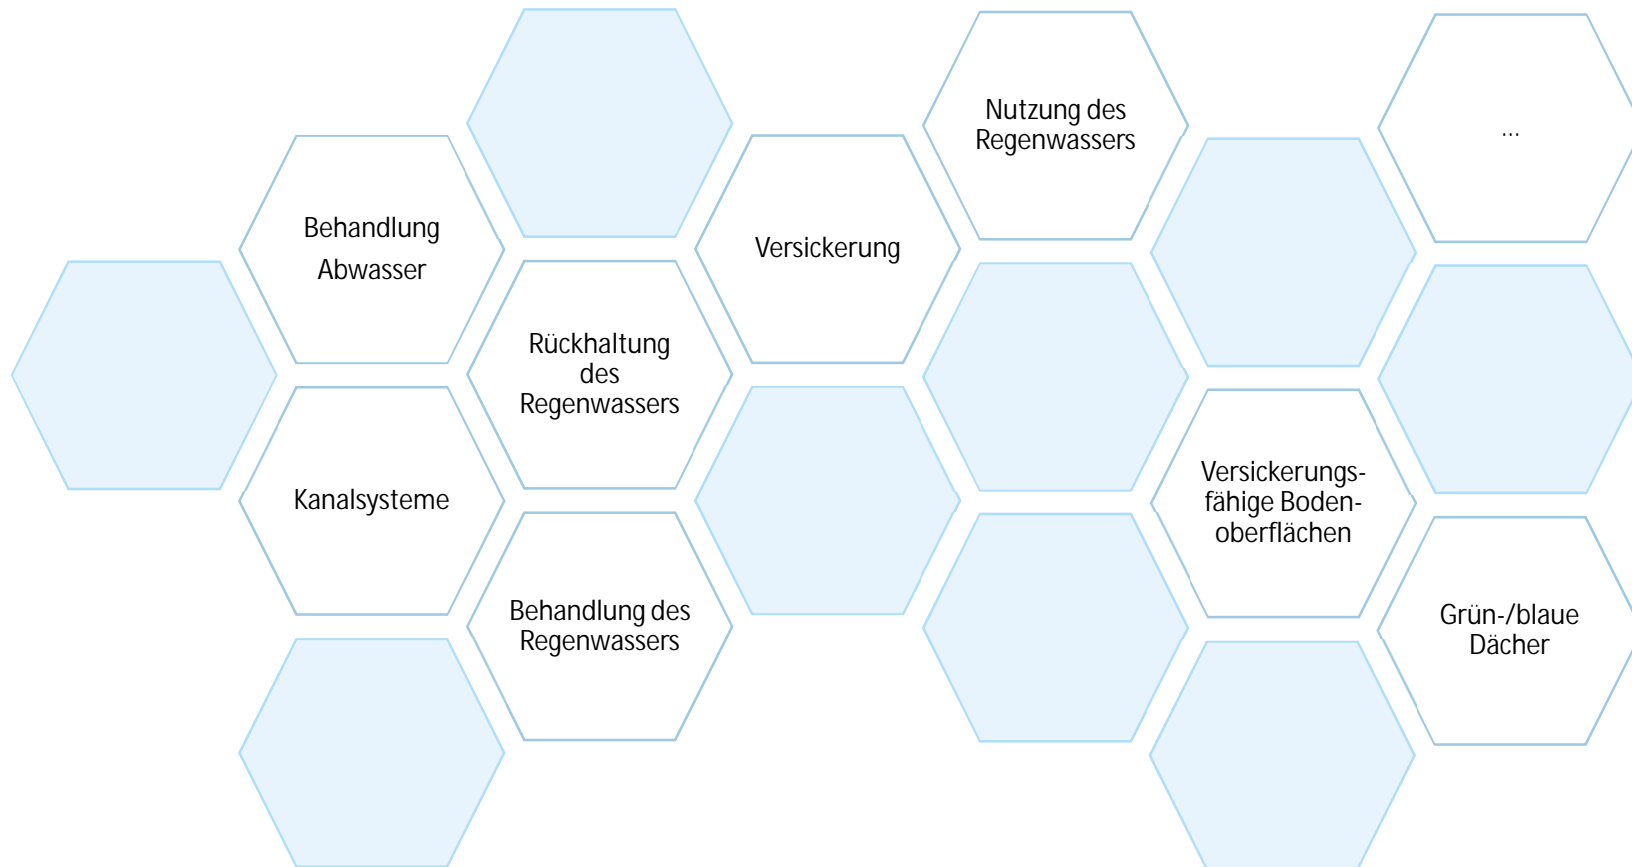 Behandlung
Abwasser
Kanalsysteme
Rückhaltung
des
Regenwassers
Behandlung des
Regenwassers
Versickerung
Nutzung des
Regenwassers
Versickerungs-
fähige Boden-
oberflächen
...
Grün-/blaue
Dächer